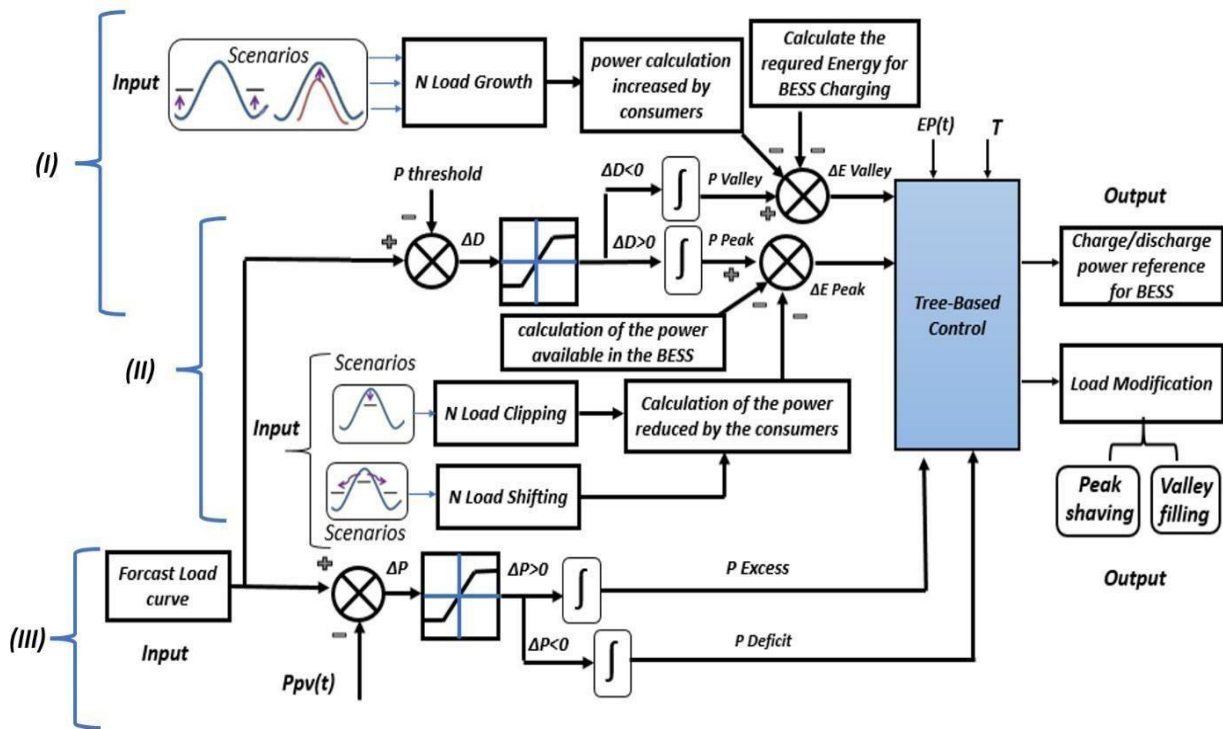 Scenarios
Input
N Load Growth
power calculation
increased by
consumers
Calculate the
requred Energy for
BESS Charging
EP(t)
T
(I)
P threshold
ΔD<0
P Valley
ΔE Valley
Output
ΔD
ΔD>0
P Peak
ΔE Peak
∫
∫
Charge/discharge
power reference
for BESS
Tree-Based
Control
calculation of the power
available in the BESS
(II)
Scenarios
Input
N Load Clipping
Calculation of the power
reduced by the consumers
Load Modification
N Load Shifting
Scenarios
Peak
shaving
Valley
filling
Output
Forcast Load
curve
Input
(III)
ΔP
ΔP>0
∫
P Excess
ΔP<0
∫
P Deficit
Ppv(t)